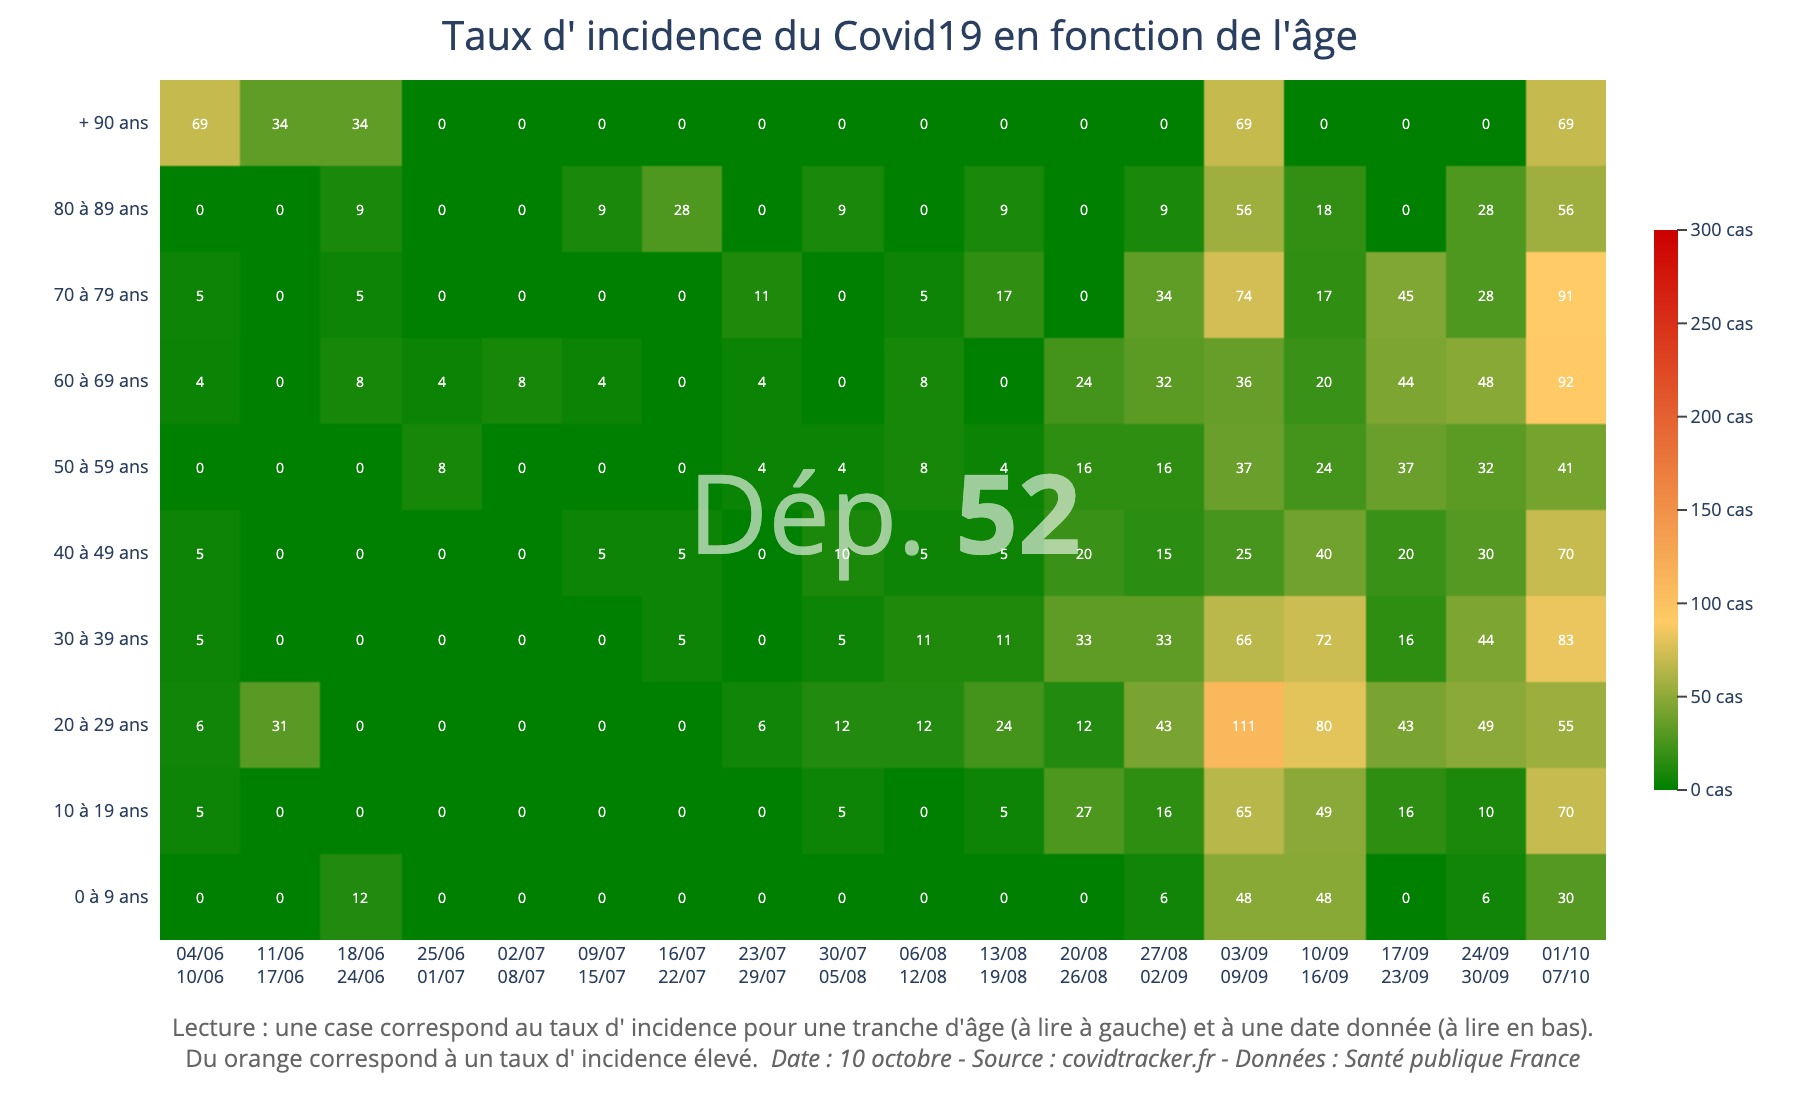 Taux d' incidence du Covid19 en fonction de l'âge
+ 90 ans 69 34 34 0 0 0 0 0 0 0 0 0 0 69 0 0 0 69
80 à 89 ans 0 0 9 0 0 9 28 0 9 0 9 0 9 56 18 0 28 56
300 cas
70 à 79 ans 5 0 5 0 0 0 0 11 0 5 17 0 34 74 17 45 28 91
250 cas
60 à 69 ans 4 0 8 4 8 4 0 4 0 8 0 24 32 36 20 44 48 92
200 cas
50 à 59 ans 0 0 0 8 0 0 0 4 4 8 4 16 16 37 24 37 32 41
150 cas
Dép. 52
40 à 49 ans 5 0 0 0 0 5 5 0 10 5 5 20 15 25 40 20 30 70
100 cas
30 à 39 ans 5 0 0 0 0 0 5 0 5 11 11 33 33 66 72 16 44 83
50 cas
20 à 29 ans 6 31 0 0 0 0 0 6 12 12 24 12 43 111 80 43 49 55
0 cas
10 à 19 ans 5 0 0 0 0 0 0 0 5 0 5 27 16 65 49 16 10 70
0 à 9 ans 0 0 12 0 0 0 0 0 0 0 0 0 6 48 48 0 6 30
04/06 11/06 18/06 25/06 02/07 09/07 16/07 23/07 30/07 06/08 13/08 20/08 27/08 03/09 10/09 17/09 24/09 01/10
10/06 17/06 24/06 01/07 08/07 15/07 22/07 29/07 05/08 12/08 19/08 26/08 02/09 09/09 16/09 23/09 30/09 07/10
Lecture : une case correspond au taux d' incidence pour une tranche d'âge (à lire à gauche) et à une date donnée (à lire en bas).
Du orange correspond à un taux d' incidence élevé. Date : 10 octobre - Source : covidtracker.fr - Données : Santé publique France